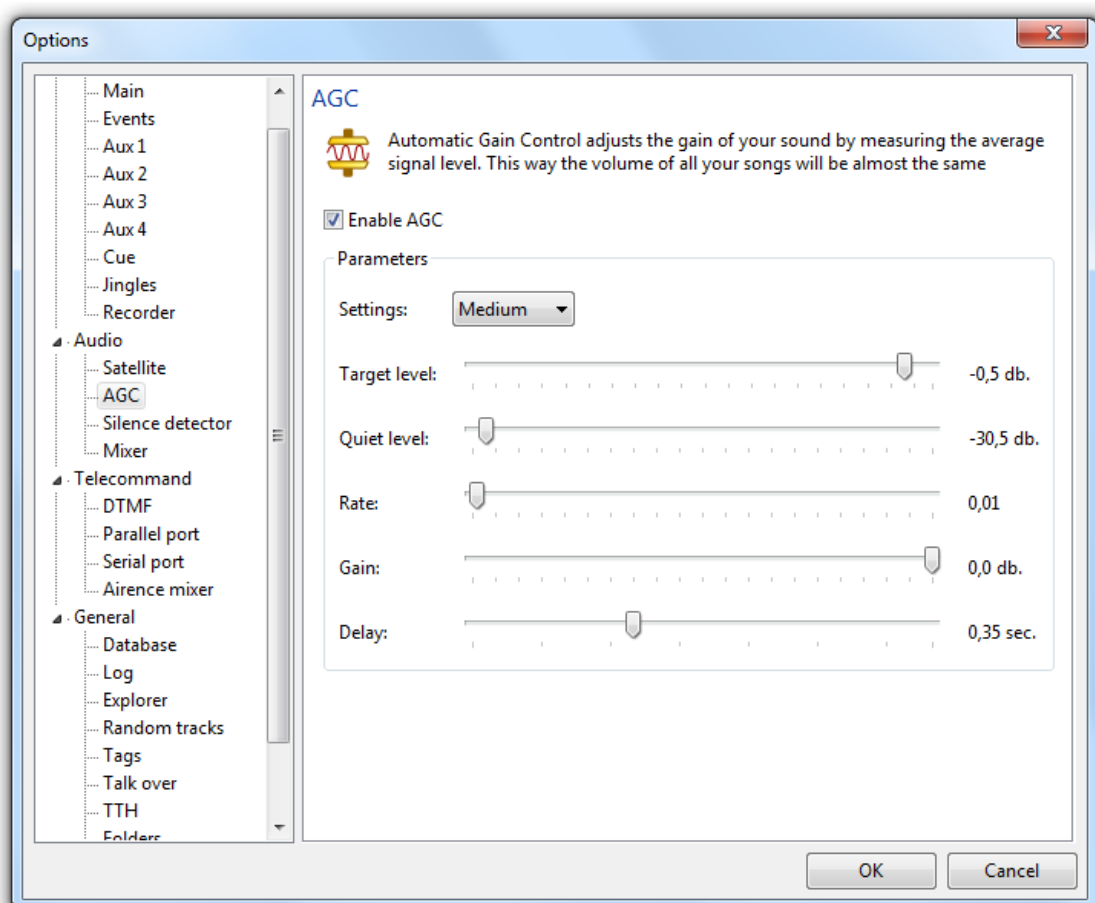 Options
Main
Events
Aux 1
Aux 2
Aux 3
Aux 4
Cue
Jingles
Recorder
Audio
Satellite
AGC
Silence detector
Mixer
Telecommand
DTMF
Parallel port
Serial port
Airence mixer
General
Database
Log
Explorer
Random tracks
Tags
Talk over
TTH
Folders
AGC
Automatic Gain Control adjusts the gain of your sound by measuring the average
signal level. This way the volume of all your songs will be almost the same
Enable AGC
Parameters
Settings: Medium
Target level: -0,5 db.
Quiet level: -30,5 db.
Rate: 0,01
Gain: 0,0 db.
Delay: 0,35 sec.
OK Cancel